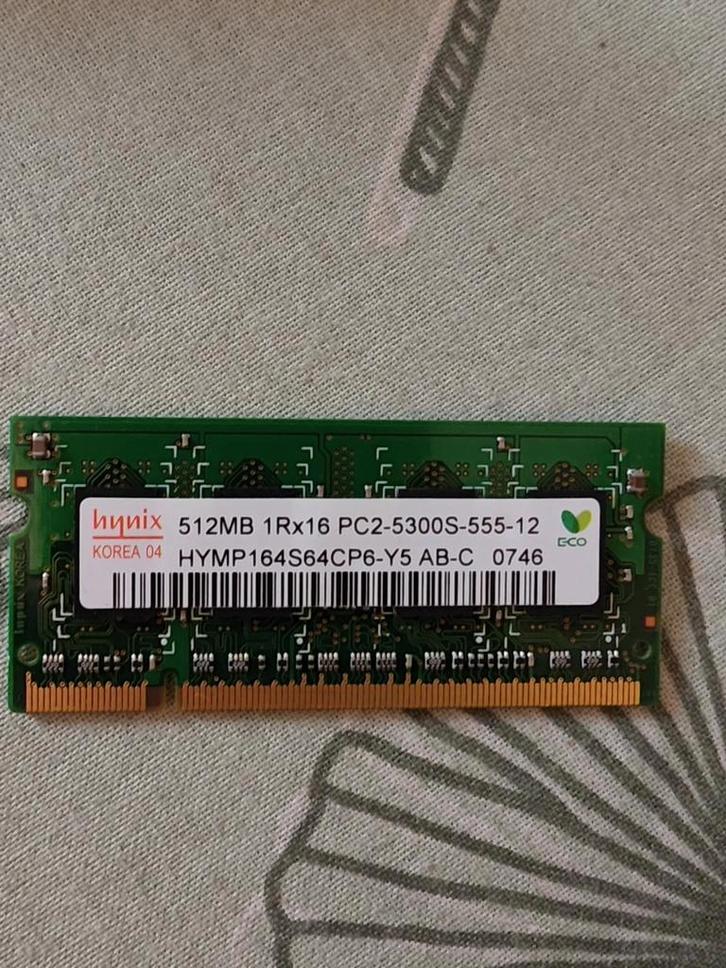 hynix
KOREA 04
512MB 1Rx16 PC2-5300S-555-12
HYMP164S64CP6-Y5 AB-C 0746
ECO